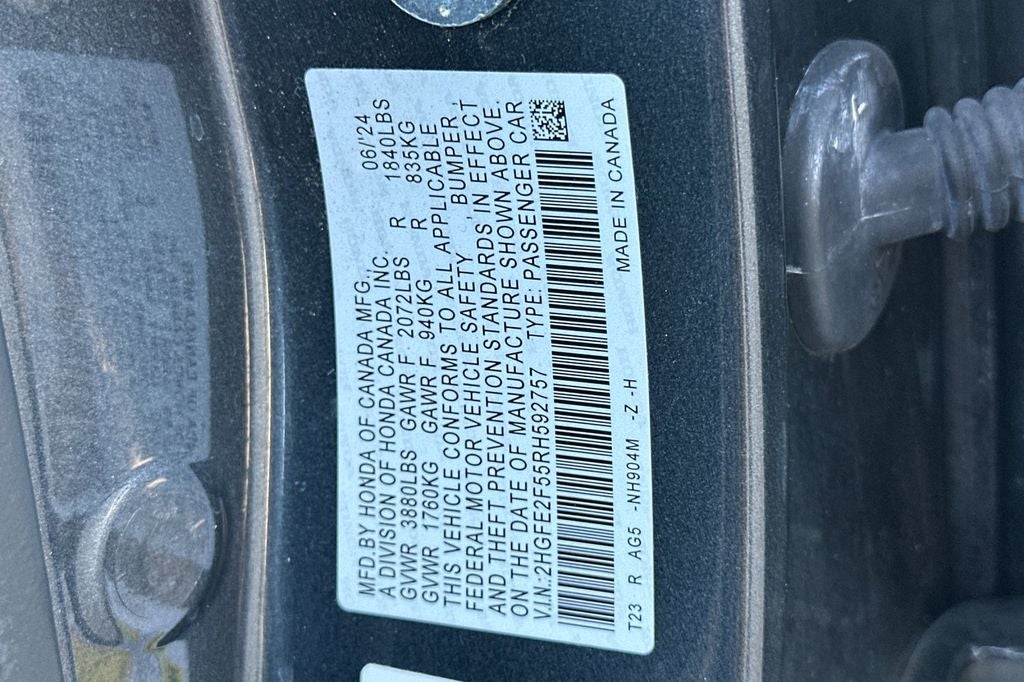 MFD.BY HONDA OF CANADA MFG., 06/'24
A DIVISION OF HONDA CANADA INC.
GVWR 3880LBS GAWR F 2072LBS R 1840LBS
GVWR 1760KG GAWR F 940KG R 835KG
THIS VEHICLE CONFORMS TO ALL APPLICABLE
FEDERAL MOTOR VEHICLE SAFETY, BUMPER,
AND THEFT PREVENTION STANDARDS IN EFFECT
ON THE DATE OF MANUFACTURE SHOWN ABOVE.
V.I.N.:2HGFE2F55RH592757 TYPE: PASSENGER CAR
MADE IN CANADA
T23 R AG5 -NH904M -Z -H